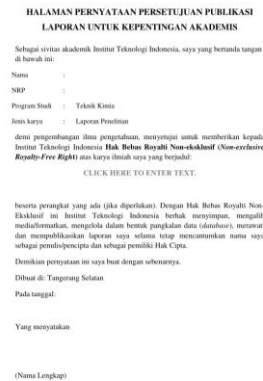 HALAMAN PERNYATAAN PERSETUJUAN PUBLIKASI
LAPORAN UNTUK KEPENTINGAN AKADEMIS
Sebagai sivitas akademik Institut Teknologi Indonesia, saya yang bertanda tangan
di bawah ini:
Nama :
NRP :
Program Studi : Teknik Kimia
Jenis karya : Laporan Penelitian
demi pengembangan ilmu pengetahuan, menyetujui untuk memberikan kepada
Institut Teknologi Indonesia Hak Bebas Royalti Non-eksklusif (Non-exclusive
Royalty-Free Right) atas karya ilmiah saya yang berjudul:
CLICK HERE TO ENTER TEXT.
beserta perangkat yang ada (jika diperlukan). Dengan Hak Bebas Royalti Non-
Eksklusif ini Institut Teknologi Indonesia berhak menyimpan, mengalih
media/formatkan, mengelola dalam bentuk pangkalan data (database), merawat
dan mempublikasikan laporan saya selama tetap mencantumkan nama saya
sebagai penulis/pencipta dan sebagai pemilik Hak Cipta.
Demikian pernyataan ini saya buat dengan sebenarnya.
Dibuat di: Tangerang Selatan
Pada tanggal:
Yang menyatakan
(Nama Lengkap)